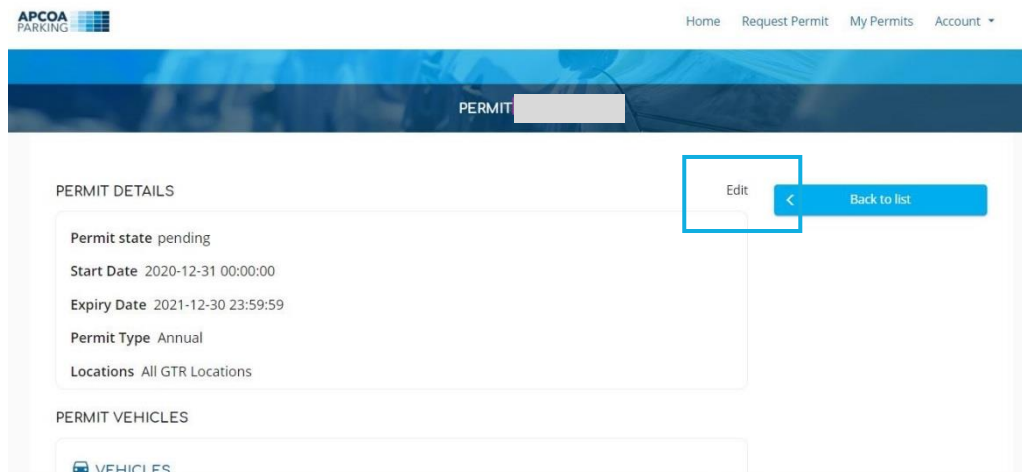 APCOA
PARKING
Home Request Permit My Permits Account
PERMIT
PERMIT DETAILS
Edit
Back to list
Permit state pending
Start Date 2020-12-31 00:00:00
Expiry Date 2021-12-30 23:59:59
Permit Type Annual
Locations All GTR Locations
PERMIT VEHICLES
VEHICLES